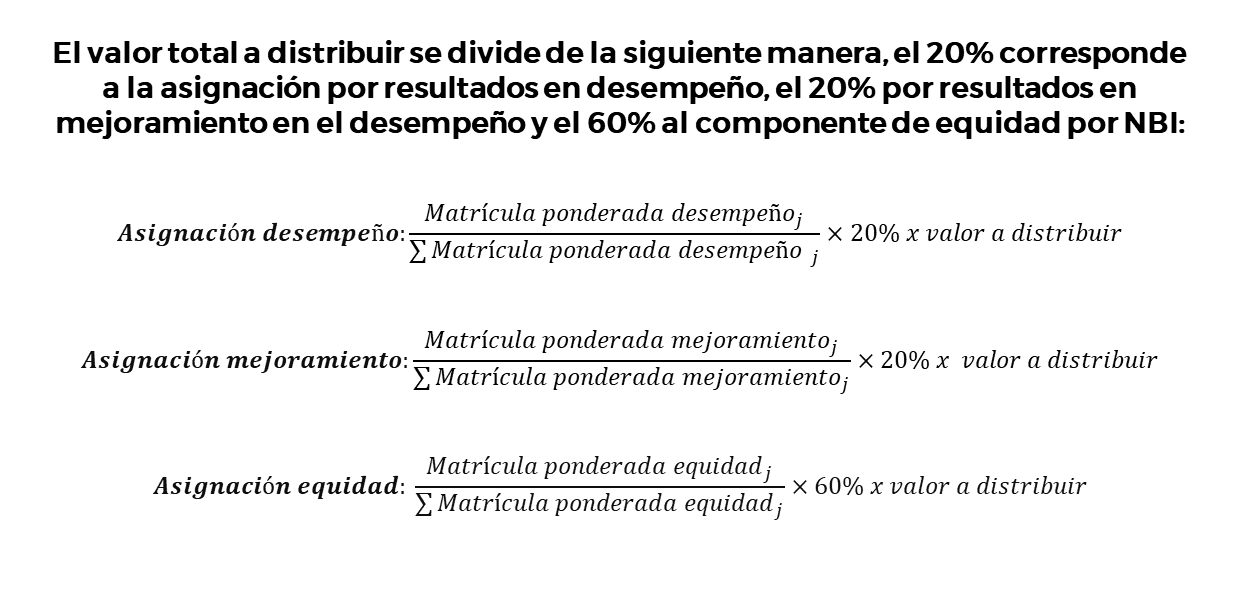 El valor total a distribuir se divide de la siguiente manera, el 20% corresponde
a la asignación por resultados en desempeño, el 20% por resultados en
mejoramiento en el desempeño y el 60% al componente de equidad por NBI:
Asignación desempeño: Matrícula ponderada desempeño_j / ∑ Matrícula ponderada desempeño _j × 20% x valor a distribuir
Asignación mejoramiento: Matrícula ponderada mejoramiento_j / ∑ Matrícula ponderada mejoramiento_j × 20% x valor a distribuir
Asignación equidad: Matrícula ponderada equidad_j / ∑ Matrícula ponderada equidad_j × 60% x valor a distribuir